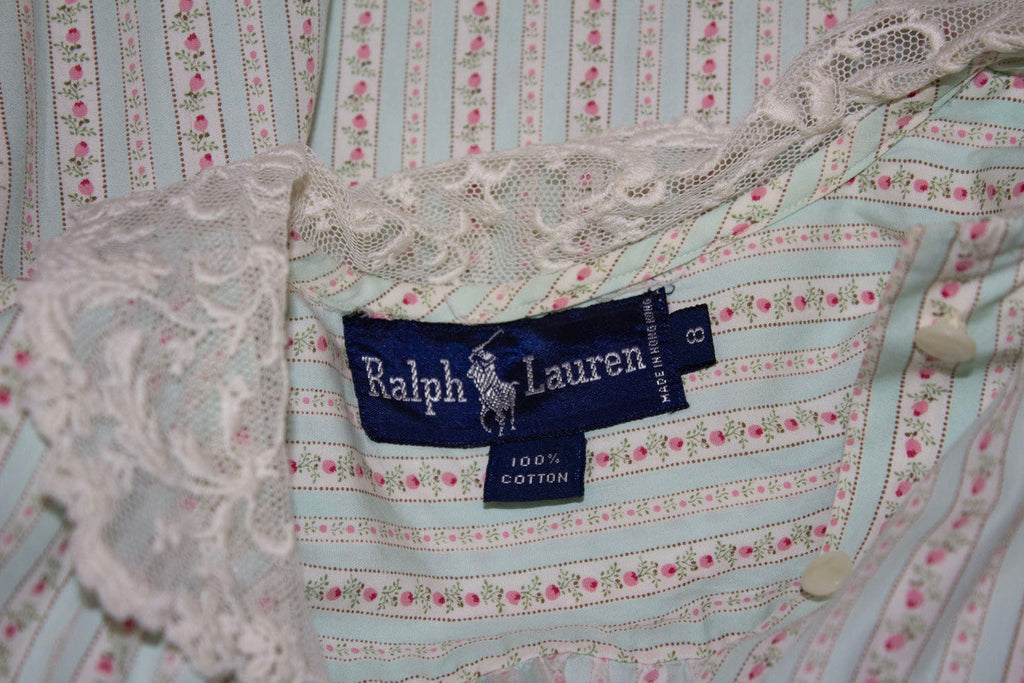 Ralph Lauren
MADE IN HONG KONG
8
100%
COTTON